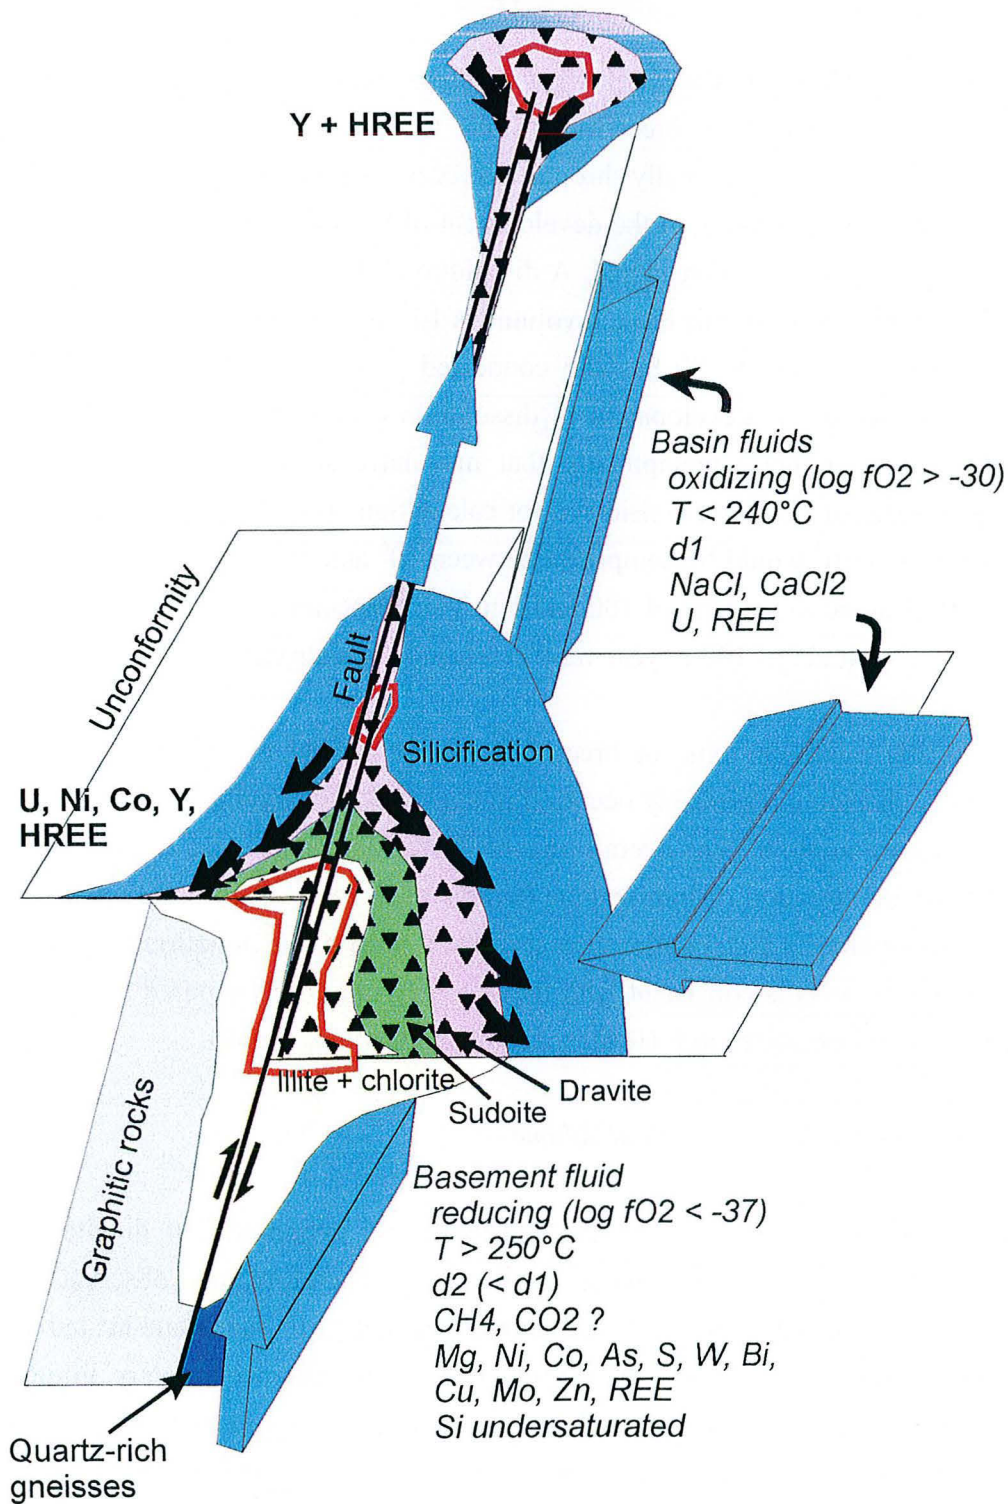 Y + HREE
Basin fluids
oxidizing (log fO2 > -30)
T < 240°C
d1
NaCl, CaCl2
U, REE
Unconformity
Fault
Silicification
U, Ni, Co, Y,
HREE
Illite + chlorite
Sudoite
Dravite
Graphitic rocks
Basement fluid
reducing (log fO2 < -37)
T > 250°C
d2 (< d1)
CH4, CO2 ?
Mg, Ni, Co, As, S, W, Bi,
Cu, Mo, Zn, REE
Si undersaturated
Quartz-rich
gneisses